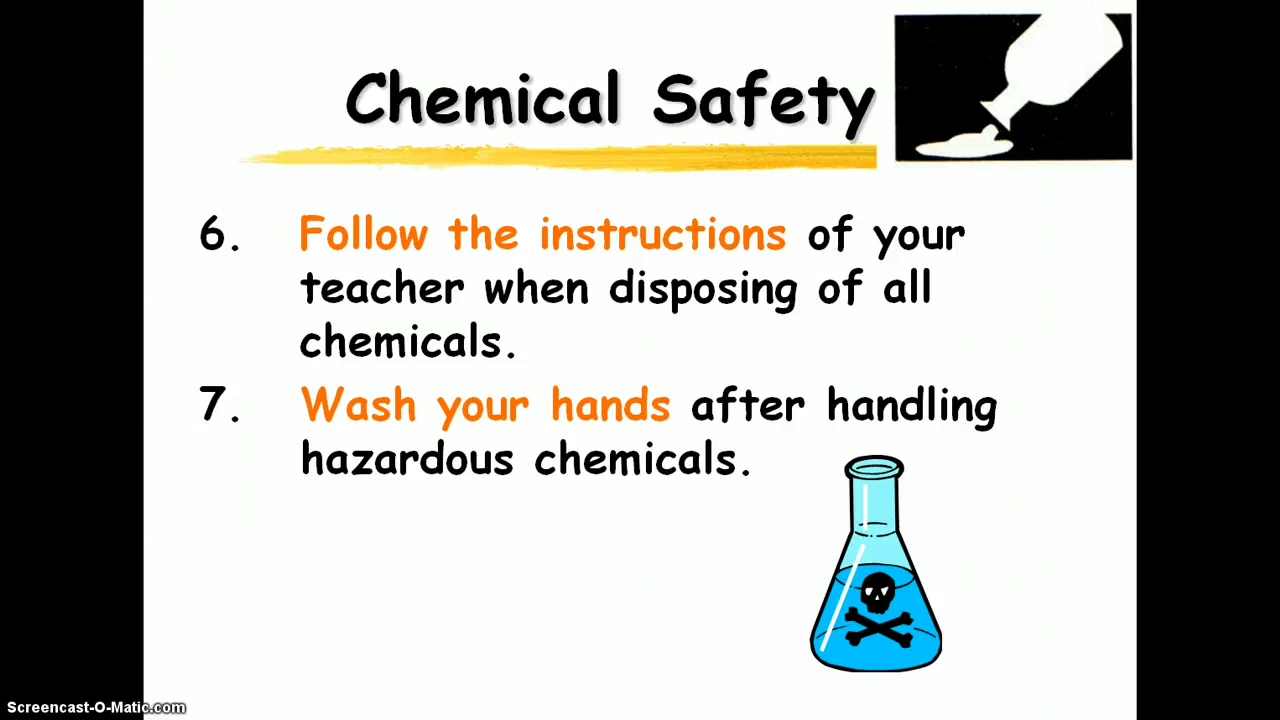 Chemical Safety
6. Follow the instructions of your
teacher when disposing of all
chemicals.
7. Wash your hands after handling
hazardous chemicals.
Screencast-O-Matic.com